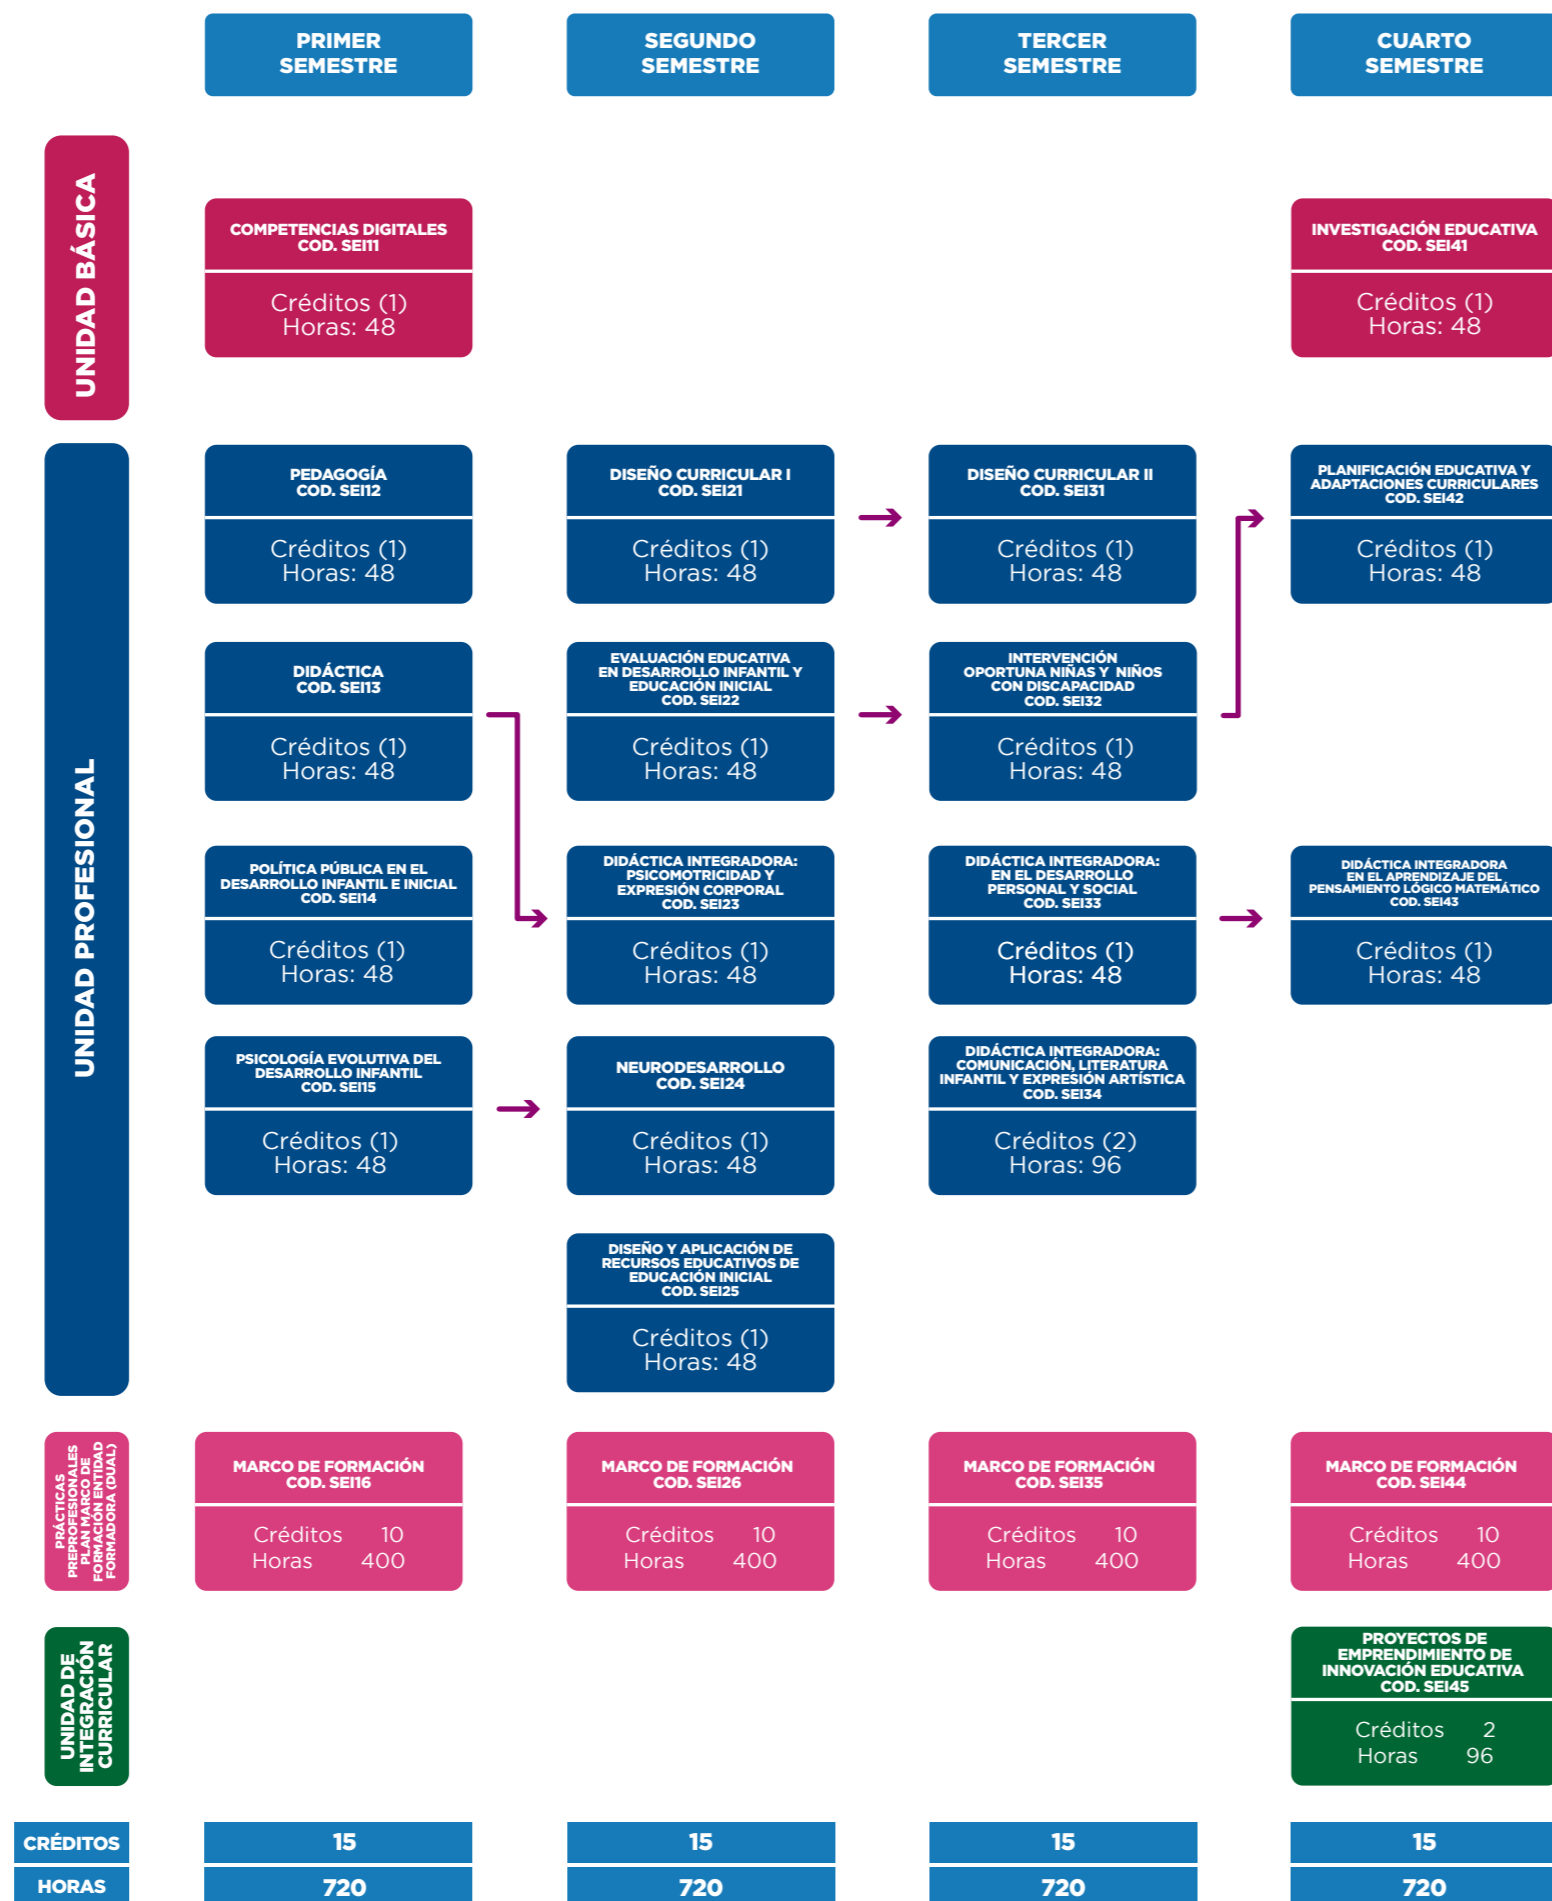 PRIMER
SEMESTRE
SEGUNDO
SEMESTRE
TERCER
SEMESTRE
CUARTO
SEMESTRE
UNIDAD BÁSICA
COMPETENCIAS DIGITALES
COD. SEI11
Créditos (1)
Horas: 48
INVESTIGACIÓN EDUCATIVA
COD. SEI41
Créditos (1)
Horas: 48
UNIDAD PROFESIONAL
PEDAGOGÍA
COD. SEI12
Créditos (1)
Horas: 48
DISEÑO CURRICULAR I
COD. SEI21
Créditos (1)
Horas: 48
DISEÑO CURRICULAR II
COD. SEI31
Créditos (1)
Horas: 48
PLANIFICACIÓN EDUCATIVA Y
ADAPTACIONES CURRICULARES
COD. SEI42
Créditos (1)
Horas: 48
DIDÁCTICA
COD. SEI13
Créditos (1)
Horas: 48
EVALUACIÓN EDUCATIVA
EN DESARROLLO INFANTIL Y
EDUCACIÓN INICIAL
COD. SEI22
Créditos (1)
Horas: 48
INTERVENCIÓN
OPORTUNA NIÑAS Y NIÑOS
CON DISCAPACIDAD
COD. SEI32
Créditos (1)
Horas: 48
POLÍTICA PÚBLICA EN EL
DESARROLLO INFANTIL E INICIAL
COD. SEI14
Créditos (1)
Horas: 48
DIDÁCTICA INTEGRADORA:
PSICOMOTRICIDAD Y
EXPRESIÓN CORPORAL
COD. SEI23
Créditos (1)
Horas: 48
DIDÁCTICA INTEGRADORA:
EN EL DESARROLLO
PERSONAL Y SOCIAL
COD. SEI33
Créditos (1)
Horas: 48
DIDÁCTICA INTEGRADORA
EN EL APRENDIZAJE DEL
PENSAMIENTO LÓGICO MATEMÁTICO
COD. SEI43
Créditos (1)
Horas: 48
PSICOLOGÍA EVOLUTIVA DEL
DESARROLLO INFANTIL
COD. SEI15
Créditos (1)
Horas: 48
NEURODESARROLLO
COD. SEI24
Créditos (1)
Horas: 48
DIDÁCTICA INTEGRADORA:
COMUNICACIÓN, LITERATURA
INFANTIL Y EXPRESIÓN ARTÍSTICA
COD. SEI34
Créditos (2)
Horas: 96
DISEÑO Y APLICACIÓN DE
RECURSOS EDUCATIVOS DE
EDUCACIÓN INICIAL
COD. SEI25
Créditos (1)
Horas: 48
PRÁCTICAS
PREPROFESIONALES
PLAN MARCO DE
FORMACIÓN ENTIDAD
FORMADORA (DUAL)
MARCO DE FORMACIÓN
COD. SEI16
Créditos 10
Horas 400
MARCO DE FORMACIÓN
COD. SEI26
Créditos 10
Horas 400
MARCO DE FORMACIÓN
COD. SEI35
Créditos 10
Horas 400
MARCO DE FORMACIÓN
COD. SEI44
Créditos 10
Horas 400
UNIDAD DE
INTEGRACIÓN
CURRICULAR
PROYECTOS DE
EMPRENDIMIENTO DE
INNOVACIÓN EDUCATIVA
COD. SEI45
Créditos 2
Horas 96
CRÉDITOS 15 15 15 15
HORAS 720 720 720 720